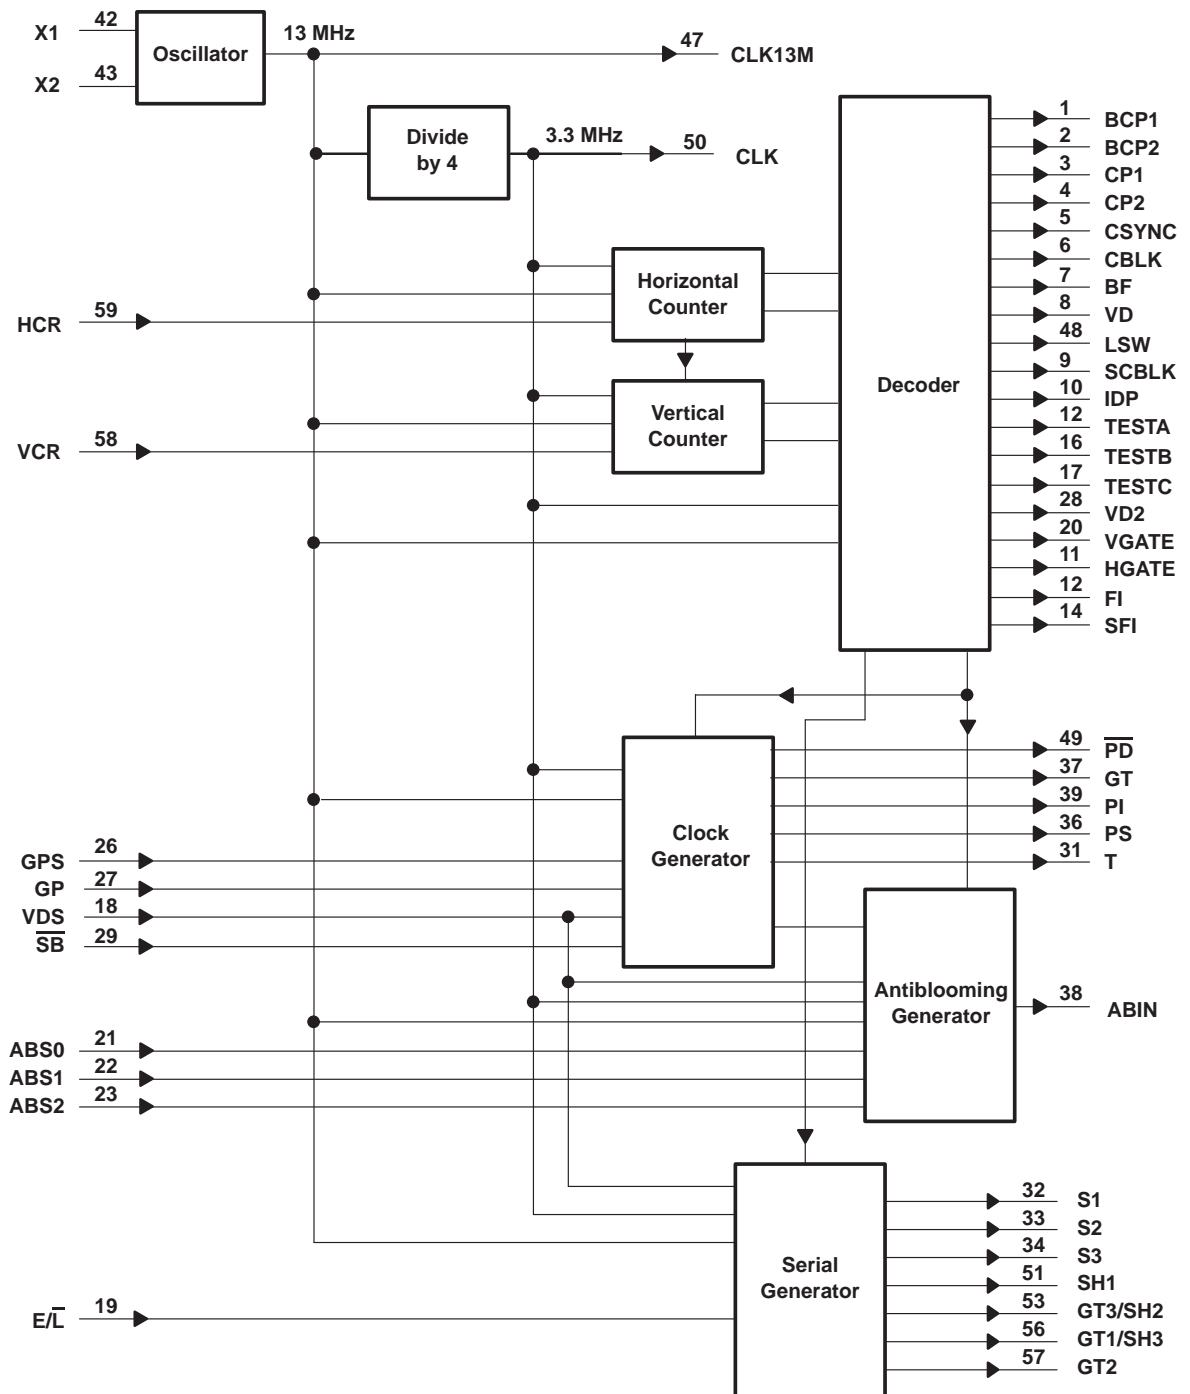 X1 42
X2 43
Oscillator
13 MHz
47 CLK13M
Divide
by 4
3.3 MHz
50 CLK
HCR 59
VCR 58
Horizontal
Counter
Vertical
Counter
Decoder
1 BCP1
2 BCP2
3 CP1
4 CP2
5 CSYNC
6 CBLK
7 BF
8 VD
48 LSW
9 SCBLK
10 IDP
12 TESTA
16 TESTB
17 TESTC
28 VD2
20 VGATE
11 HGATE
12 FI
14 SFI
GPS 26
GP 27
VDS 18
S̅B̅ 29
Clock
Generator
49 P̅D̅
37 GT
39 PI
36 PS
31 T
ABS0 21
ABS1 22
ABS2 23
Antiblooming
Generator
38 ABIN
E/L̅ 19
Serial
Generator
32 S1
33 S2
34 S3
51 SH1
53 GT3/SH2
56 GT1/SH3
57 GT2